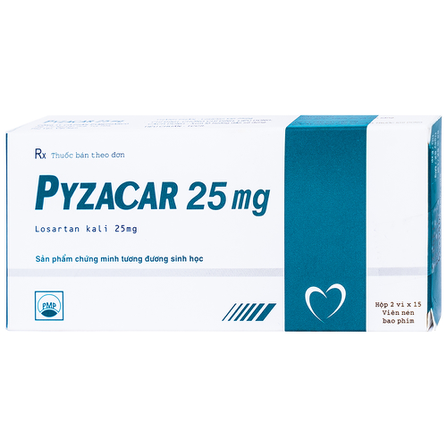 Rx Thuốc bán theo đơn
PYZACAR 25 mg
Losartan kali 25mg
Sản phẩm chứng minh tương đương sinh học
PMP
Hộp 2 vỉ x 15
Viên nén
bao phim